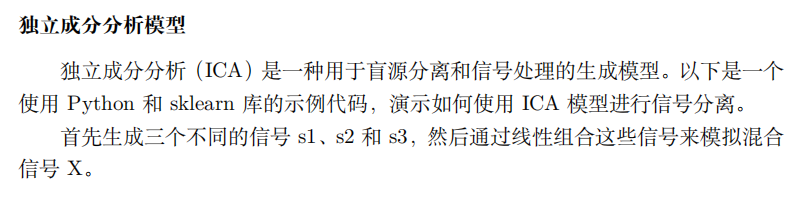 独立成分分析模型
独立成分分析（ICA）是一种用于盲源分离和信号处理的生成模型。以下是一个
使用 Python 和 sklearn 库的示例代码，演示如何使用 ICA 模型进行信号分离。
首先生成三个不同的信号 s1、s2 和 s3，然后通过线性组合这些信号来模拟混合
信号 X。